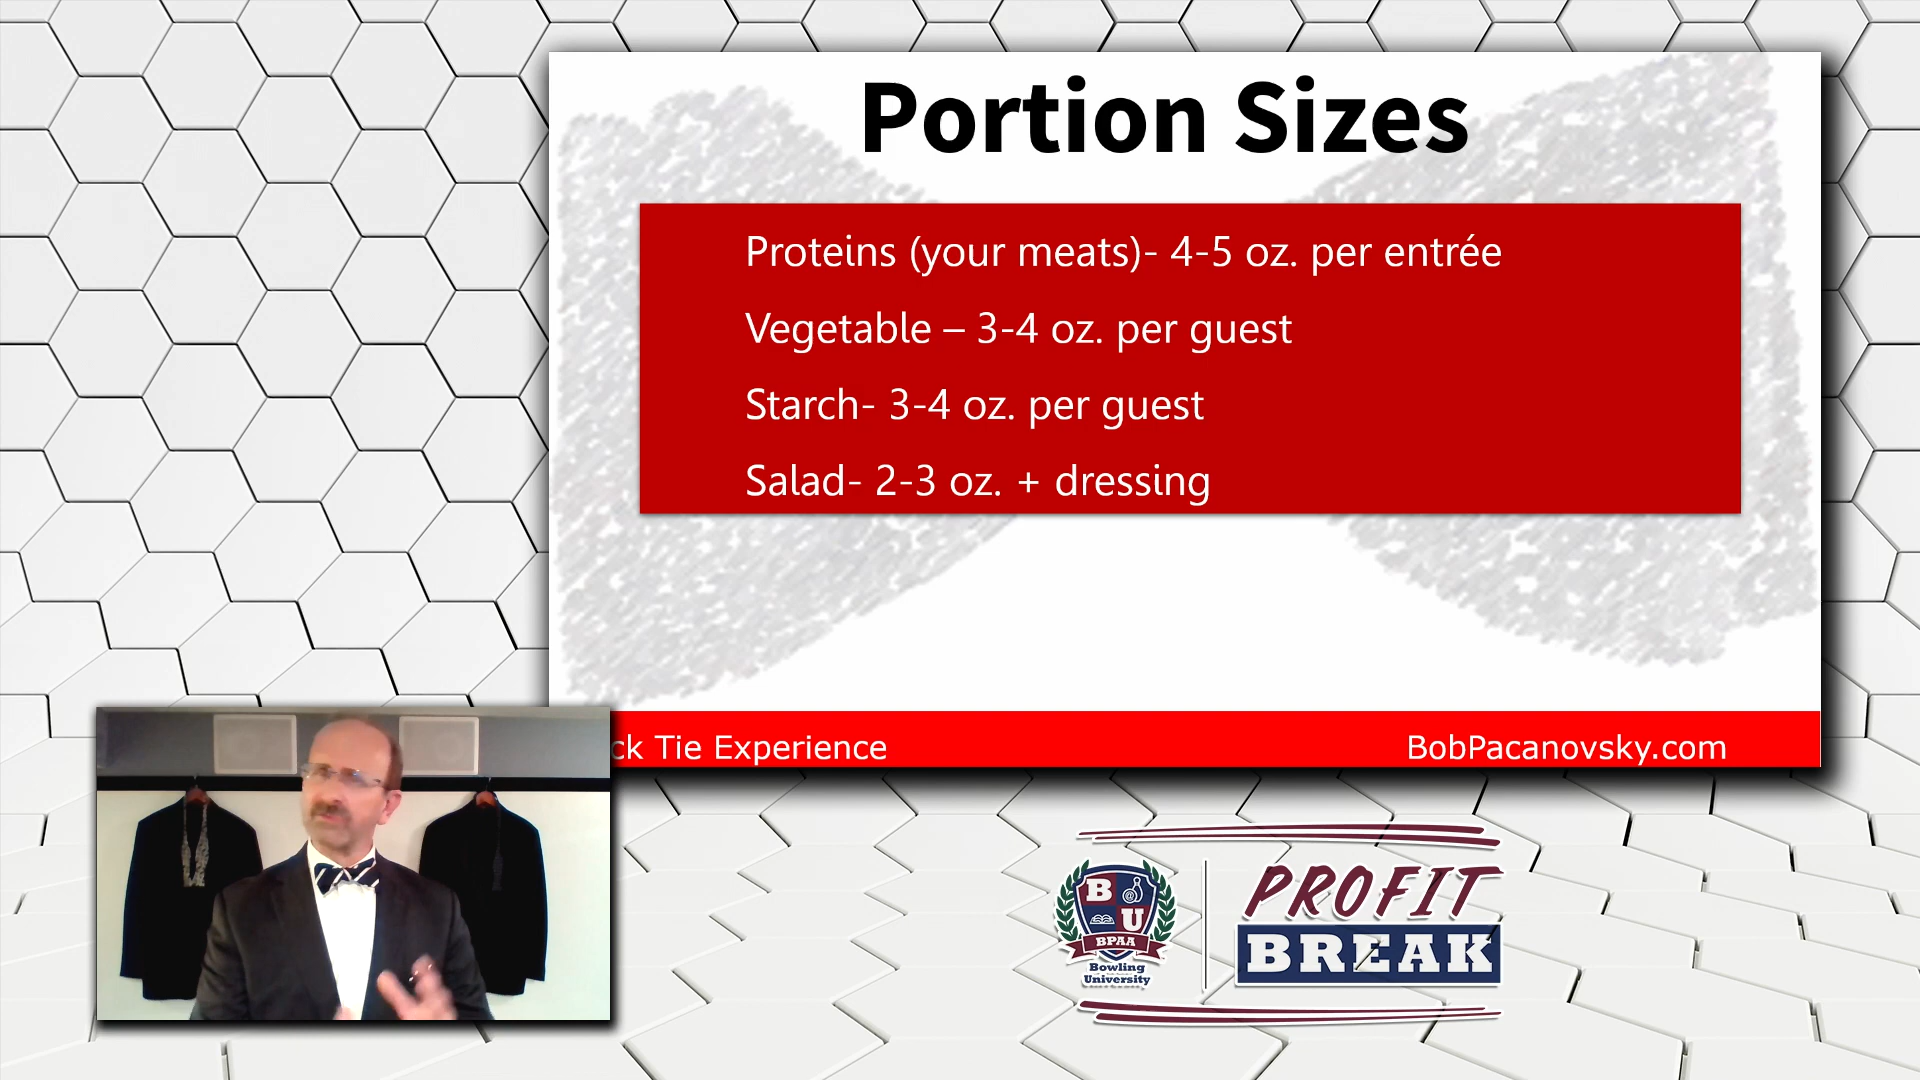 Portion Sizes
Proteins (your meats)- 4-5 oz. per entrée
Vegetable – 3-4 oz. per guest
Starch- 3-4 oz. per guest
Salad- 2-3 oz. + dressing
ck Tie Experience
BobPacanovsky.com
B
U
BPAA
Bowling
University
PROFIT
BREAK